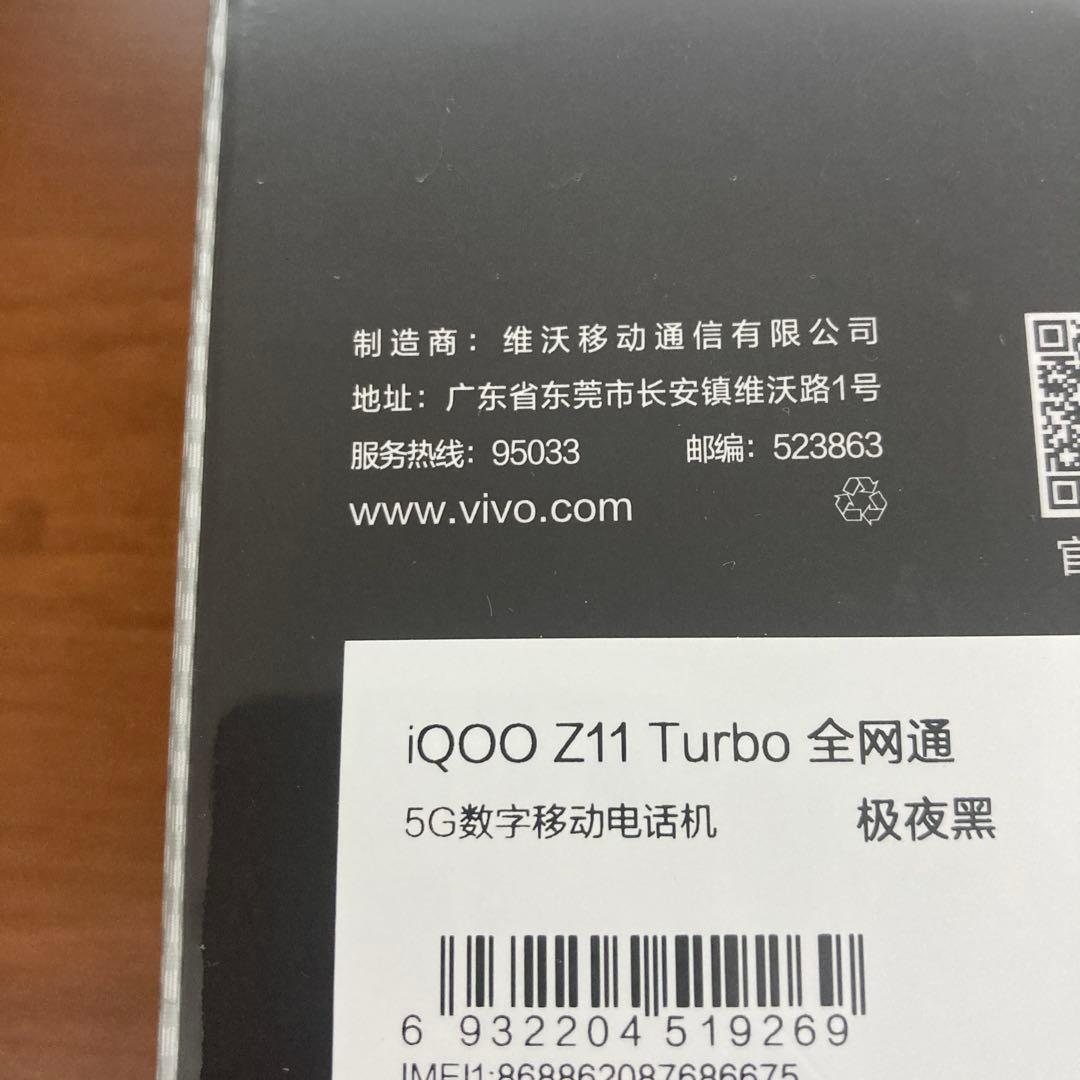 制造商：维沃移动通信有限公司
地址：广东省东莞市长安镇维沃路1号
服务热线：95033 邮编：523863
www.vivo.com
官
iQOO Z11 Turbo 全网通
5G数字移动电话机 极夜黑
6 932204 519269
IMEI1:868862087686675